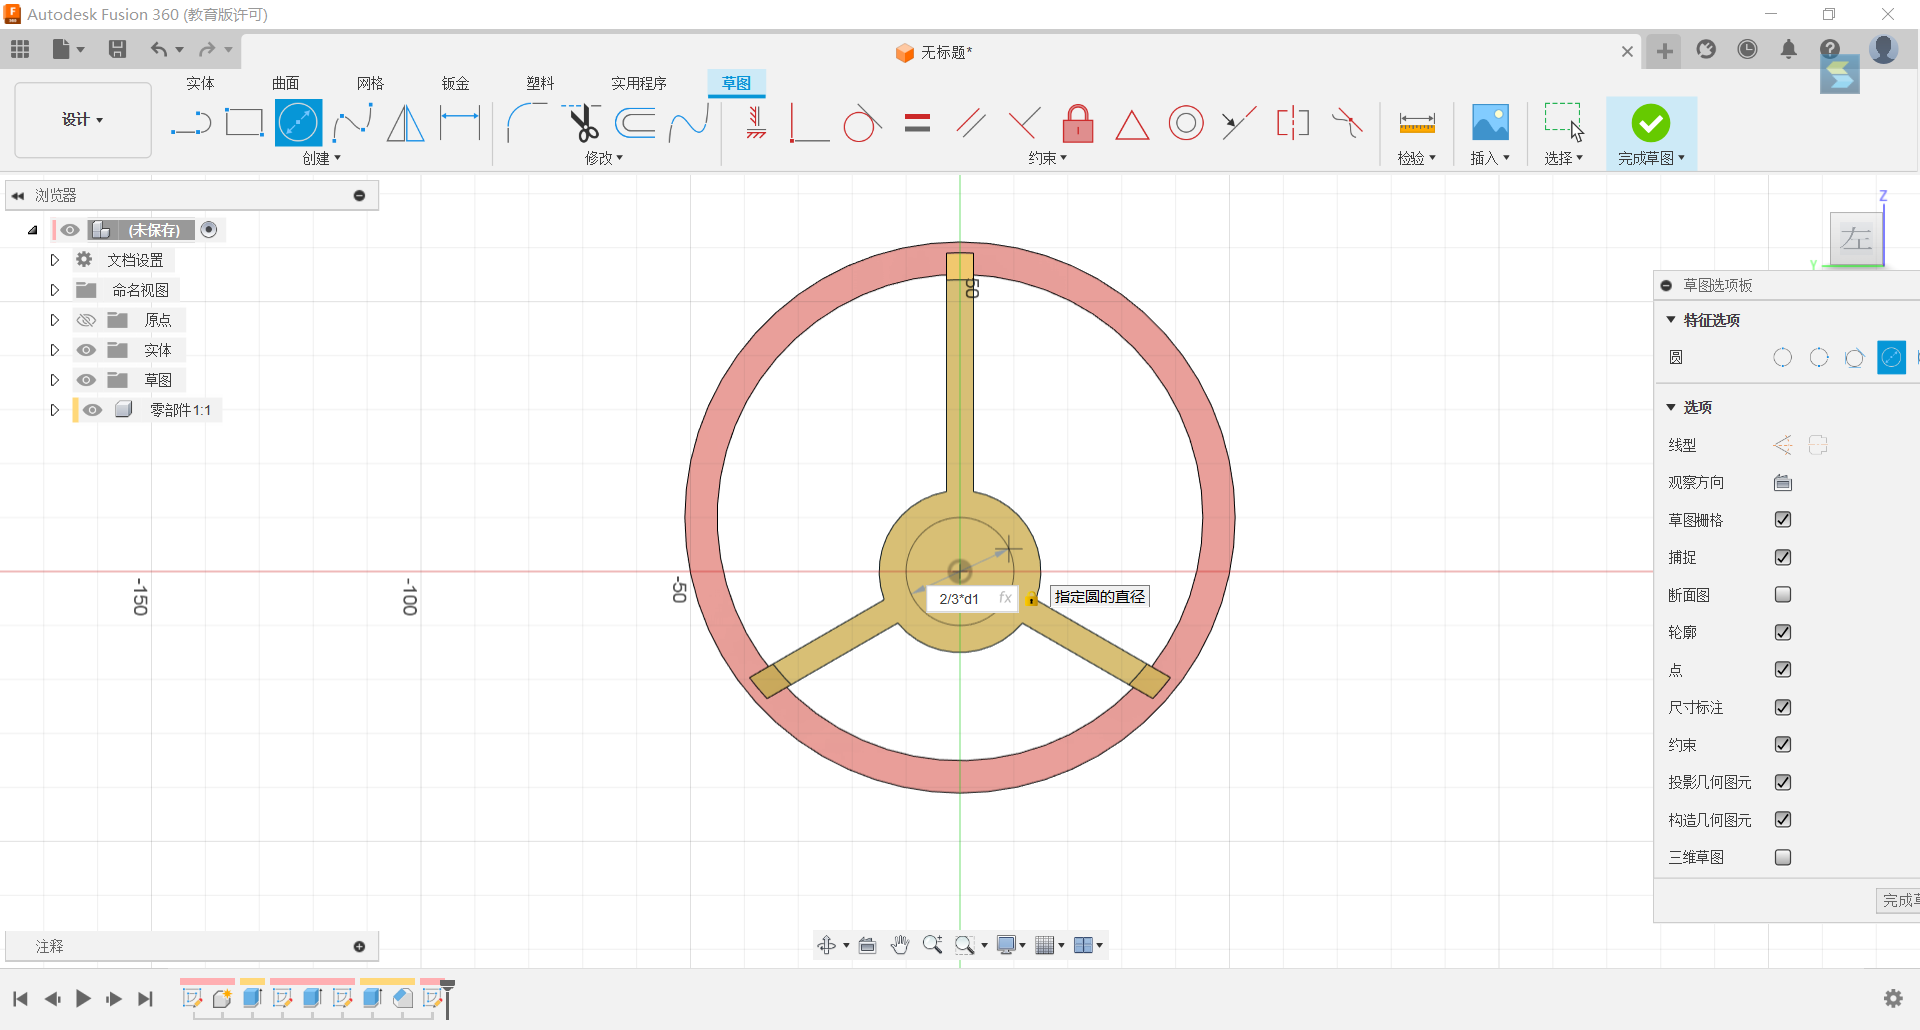 Autodesk Fusion 360 (教育版许可)
无标题*
实体 曲面 网格 钣金 塑料 实用程序 草图
设计
创建 修改 约束 检验 插入 选择 完成草图
浏览器
(未保存)
文档设置
命名视图
原点
实体
草图
零部件1:1
Z
左
Y
草图选项板
特征选项
圆
选项
线型
观察方向
草图栅格
捕捉
断面图
轮廓
点
尺寸标注
约束
投影几何图元
构造几何图元
三维草图
完成草
50
-150
-100
-50
2/3*d1 fx
指定圆的直径
注释